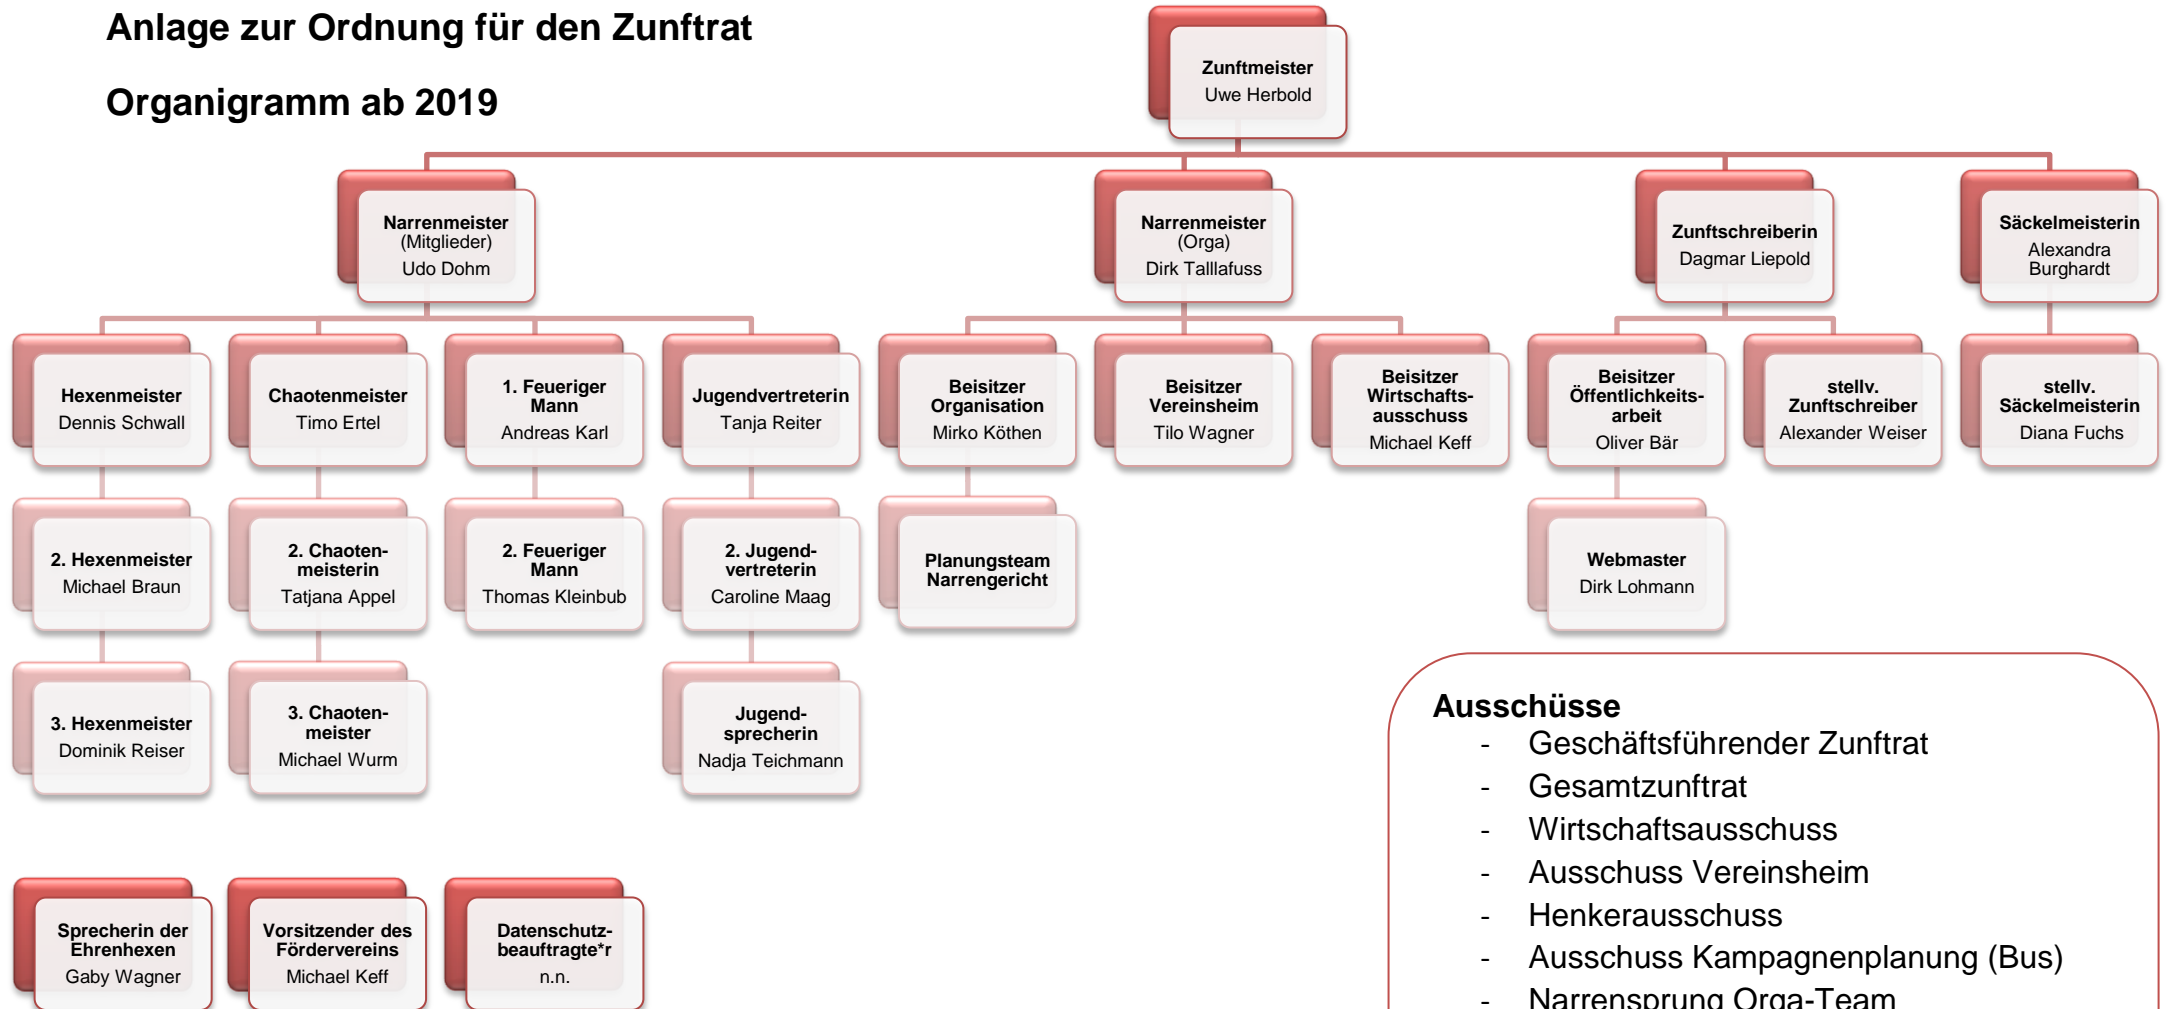 Anlage zur Ordnung für den Zunftrat
Organigramm ab 2019
Zunftmeister
Uwe Herbold
Narrenmeister
(Mitglieder)
Udo Dohm
Narrenmeister
(Orga)
Dirk Talllafuss
Zunftschreiberin
Dagmar Liepold
Säckelmeisterin
Alexandra
Burghardt
Hexenmeister
Dennis Schwall
Chaotenmeister
Timo Ertel
1. Feueriger
Mann
Andreas Karl
Jugendvertreterin
Tanja Reiter
Beisitzer
Organisation
Mirko Köthen
Beisitzer
Vereinsheim
Tilo Wagner
Beisitzer
Wirtschafts-
ausschuss
Michael Keff
Beisitzer
Öffentlichkeits-
arbeit
Oliver Bär
stellv.
Zunftschreiber
Alexander Weiser
stellv.
Säckelmeisterin
Diana Fuchs
2. Hexenmeister
Michael Braun
2. Chaoten-
meisterin
Tatjana Appel
2. Feueriger
Mann
Thomas Kleinbub
2. Jugend-
vertreterin
Caroline Maag
Planungsteam
Narrengericht
Webmaster
Dirk Lohmann
3. Hexenmeister
Dominik Reiser
3. Chaoten-
meister
Michael Wurm
Jugend-
sprecherin
Nadja Teichmann
Sprecherin der
Ehrenhexen
Gaby Wagner
Vorsitzender des
Fördervereins
Michael Keff
Datenschutz-
beauftragte*r
n.n.
Ausschüsse
- Geschäftsführender Zunftrat
- Gesamtzunftrat
- Wirtschaftsausschuss
- Ausschuss Vereinsheim
- Henkerausschuss
- Ausschuss Kampagnenplanung (Bus)
- Narrensprung Orga-Team